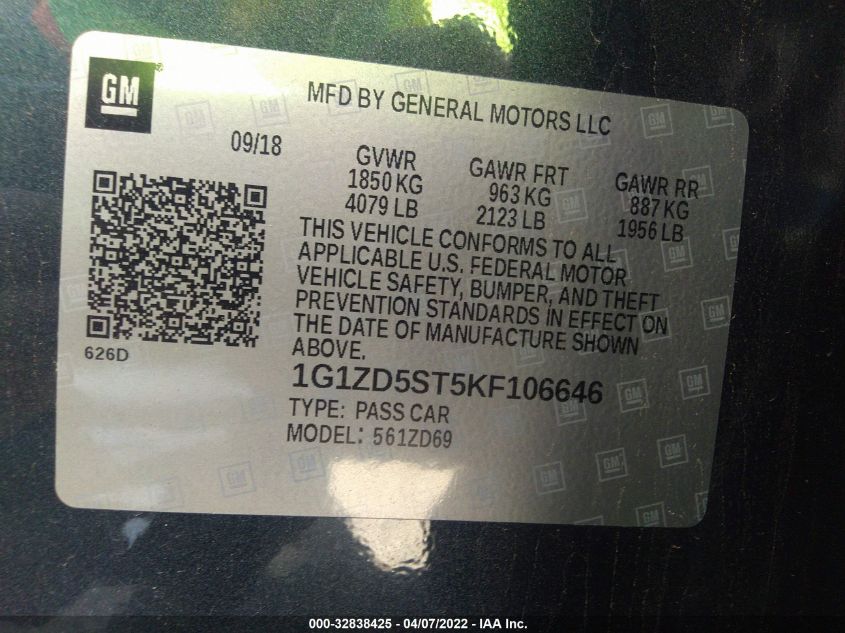 GM
MFD BY GENERAL MOTORS LLC
09/18
GVWR
1850 KG
4079 LB
GAWR FRT
963 KG
2123 LB
GAWR RR
887 KG
1956 LB
THIS VEHICLE CONFORMS TO ALL
APPLICABLE U.S. FEDERAL MOTOR
VEHICLE SAFETY, BUMPER, AND THEFT
PREVENTION STANDARDS IN EFFECT ON
THE DATE OF MANUFACTURE SHOWN
ABOVE.
626D
1G1ZD5ST5KF106646
TYPE: PASS CAR
MODEL: 561ZD69
000-32838425 - 04/07/2022 - IAA Inc.